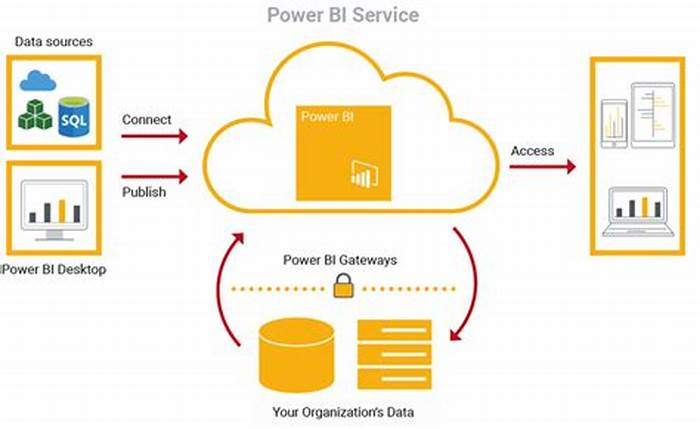 Power BI Service
Data sources
SQL
Connect
Publish
Power BI Desktop
Power BI
Access
Power BI Gateways
Your Organization's Data